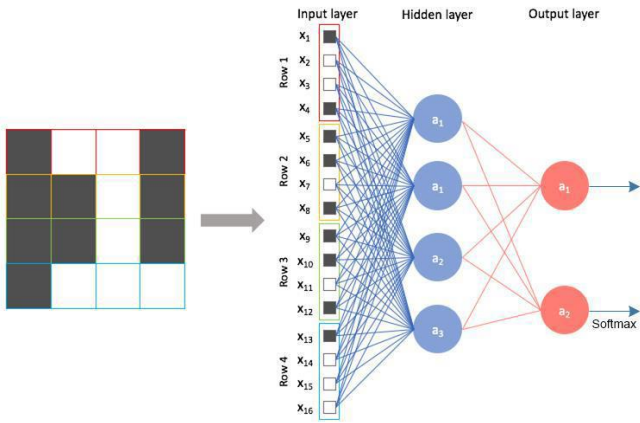 Input layer
Hidden layer
Output layer
Row 1
x1
x2
x3
x4
Row 2
x5
x6
x7
x8
Row 3
x9
x10
x11
x12
Row 4
x13
x14
x15
x16
a1
a1
a2
a3
a1
a2
Softmax